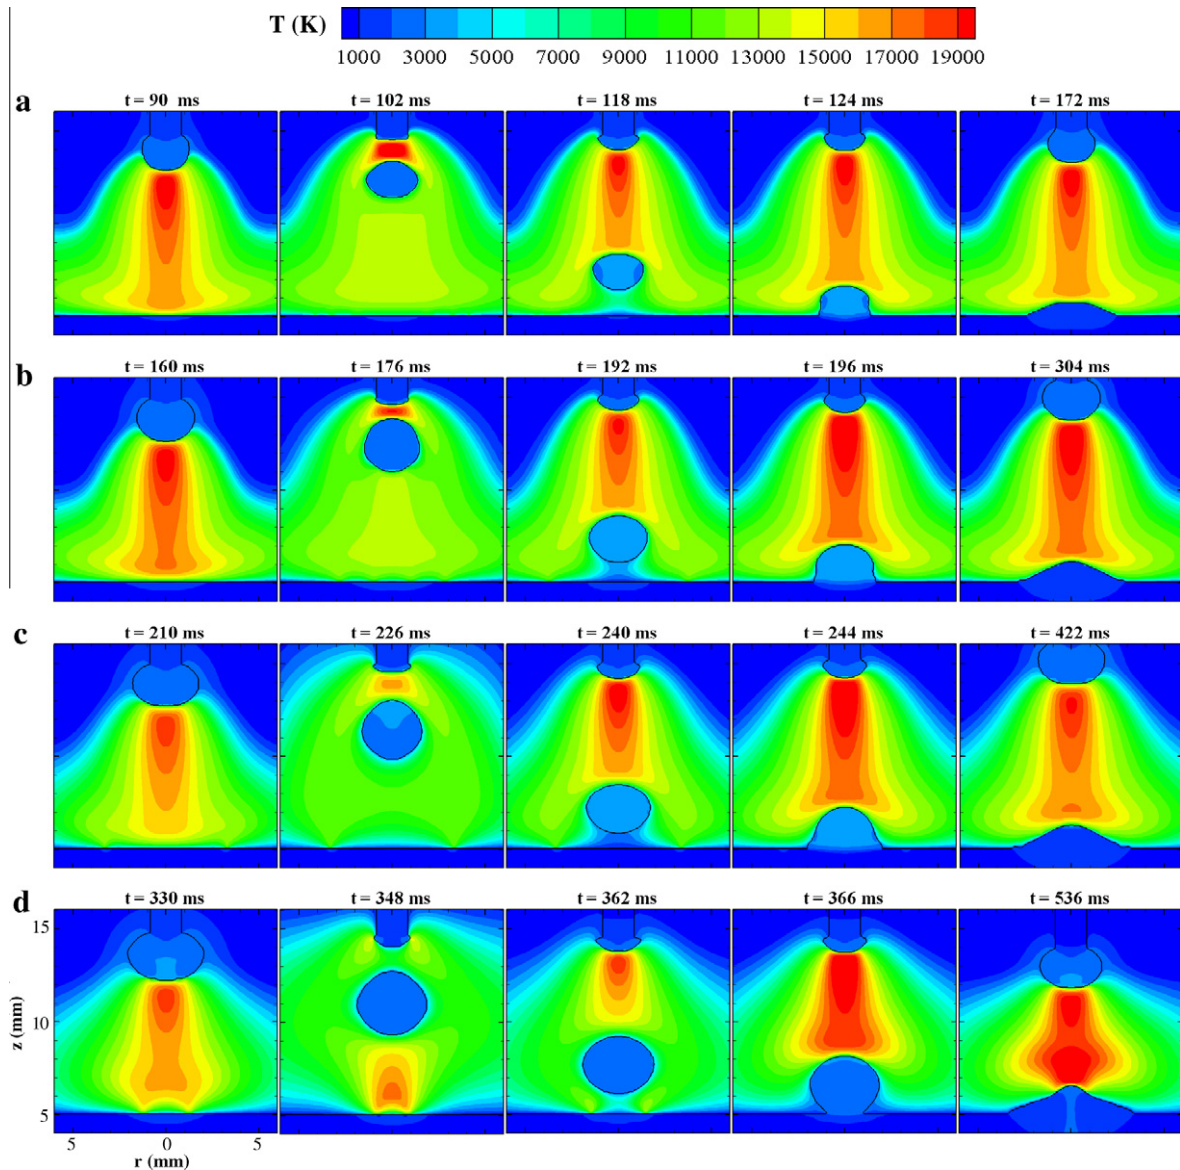 T (K)
1000 3000 5000 7000 9000 11000 13000 15000 17000 19000
a
t = 90 ms
t = 102 ms
t = 118 ms
t = 124 ms
t = 172 ms
b
t = 160 ms
t = 176 ms
t = 192 ms
t = 196 ms
t = 304 ms
c
t = 210 ms
t = 226 ms
t = 240 ms
t = 244 ms
t = 422 ms
d
t = 330 ms
t = 348 ms
t = 362 ms
t = 366 ms
t = 536 ms
15
10
5
z (mm)
5 0 5
r (mm)